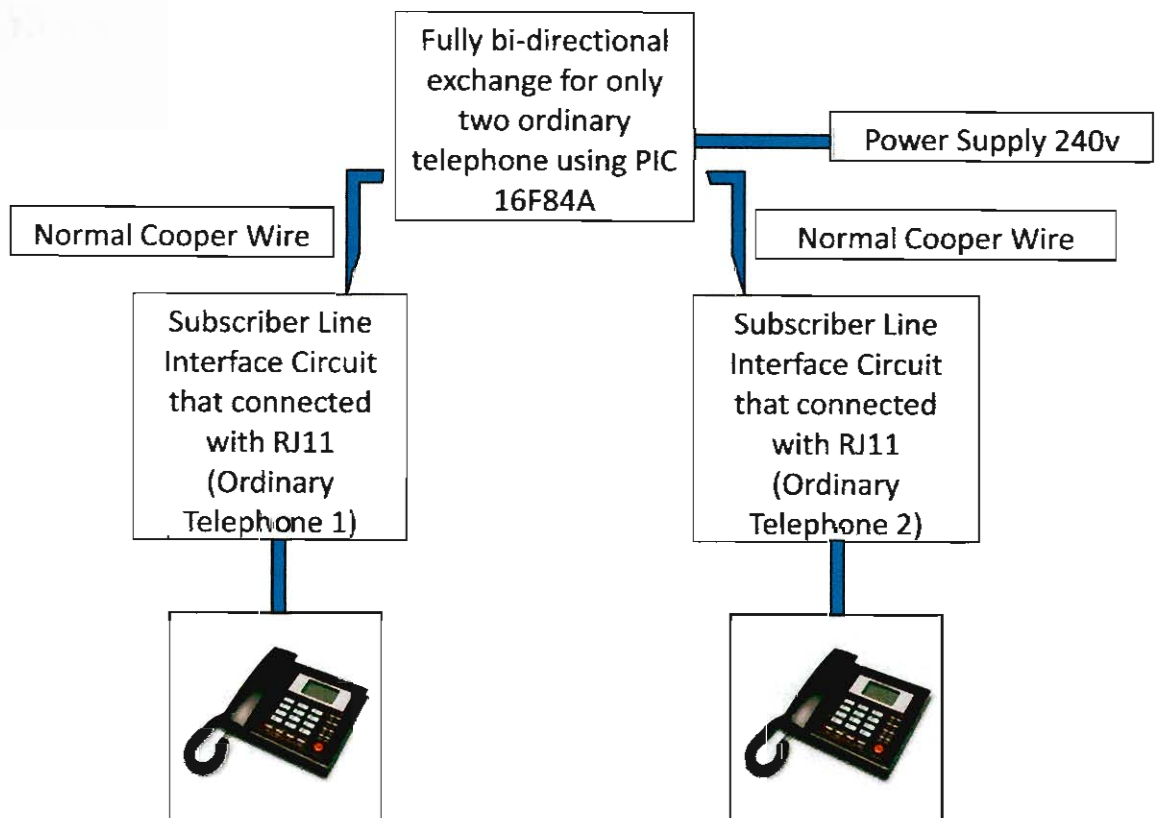 Fully bi-directional
exchange for only
two ordinary
telephone using PIC
16F84A
Power Supply 240v
Normal Cooper Wire
Normal Cooper Wire
Subscriber Line
Interface Circuit
that connected
with RJ11
(Ordinary
Telephone 1)
Subscriber Line
Interface Circuit
that connected
with RJ11
(Ordinary
Telephone 2)